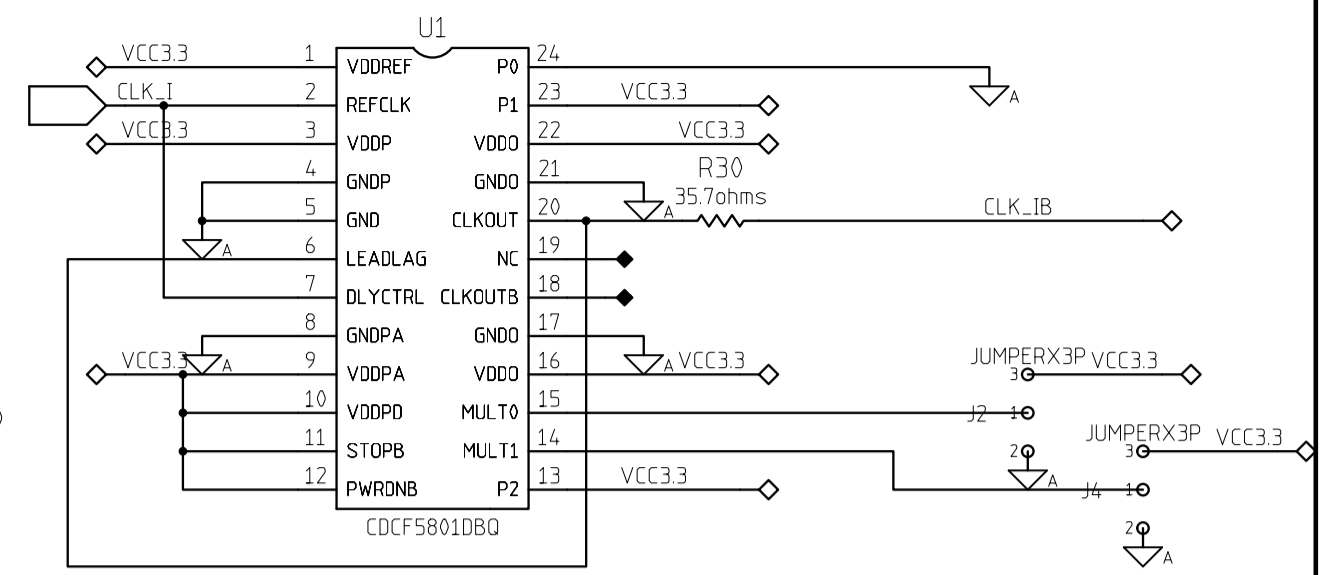 U1
VCC3.3 1 VDDREF P0 24 A
CLK_I 2 REFCLK P1 23 VCC3.3
VCC3.3 3 VDDP VDDO 22 VCC3.3
4 GNDP GNDO 21 R30
A 35.7ohms
5 GND CLKOUT 20 CLK_IB
A 6 LEADLAG NC 19
7 DLYCTRL CLKOUTB 18
8 GNDPA GNDO 17
VCC3.3 A 9 VDDPA VDDO 16 A VCC3.3 JUMPERX3P 3 VCC3.3
10 VDDPD MULT0 15 J2 1
11 STOPB MULT1 14 2 JUMPERX3P 3 VCC3.3
12 PWRDNB P2 13 VCC3.3 A J4 1
CDCF5801DBQ 2
A